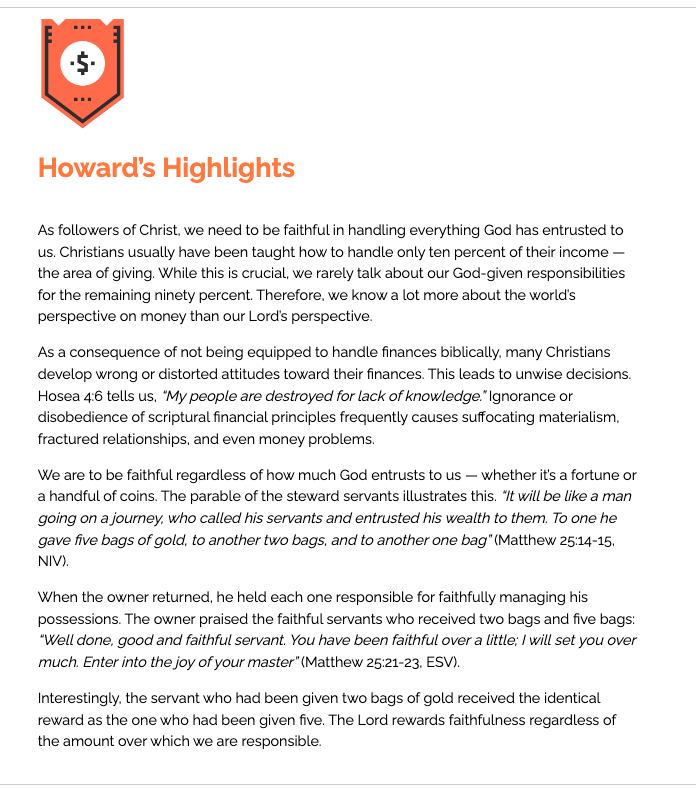 $
Howard's Highlights
As followers of Christ, we need to be faithful in handling everything God has entrusted to
us. Christians usually have been taught how to handle only ten percent of their income —
the area of giving. While this is crucial, we rarely talk about our God-given responsibilities
for the remaining ninety percent. Therefore, we know a lot more about the world's
perspective on money than our Lord's perspective.
As a consequence of not being equipped to handle finances biblically, many Christians
develop wrong or distorted attitudes toward their finances. This leads to unwise decisions.
Hosea 4:6 tells us, “My people are destroyed for lack of knowledge.” Ignorance or
disobedience of scriptural financial principles frequently causes suffocating materialism,
fractured relationships, and even money problems.
We are to be faithful regardless of how much God entrusts to us — whether it's a fortune or
a handful of coins. The parable of the steward servants illustrates this. “It will be like a man
going on a journey, who called his servants and entrusted his wealth to them. To one he
gave five bags of gold, to another two bags, and to another one bag” (Matthew 25:14-15,
NIV).
When the owner returned, he held each one responsible for faithfully managing his
possessions. The owner praised the faithful servants who received two bags and five bags:
“Well done, good and faithful servant. You have been faithful over a little; I will set you over
much. Enter into the joy of your master” (Matthew 25:21-23, ESV).
Interestingly, the servant who had been given two bags of gold received the identical
reward as the one who had been given five. The Lord rewards faithfulness regardless of
the amount over which we are responsible.